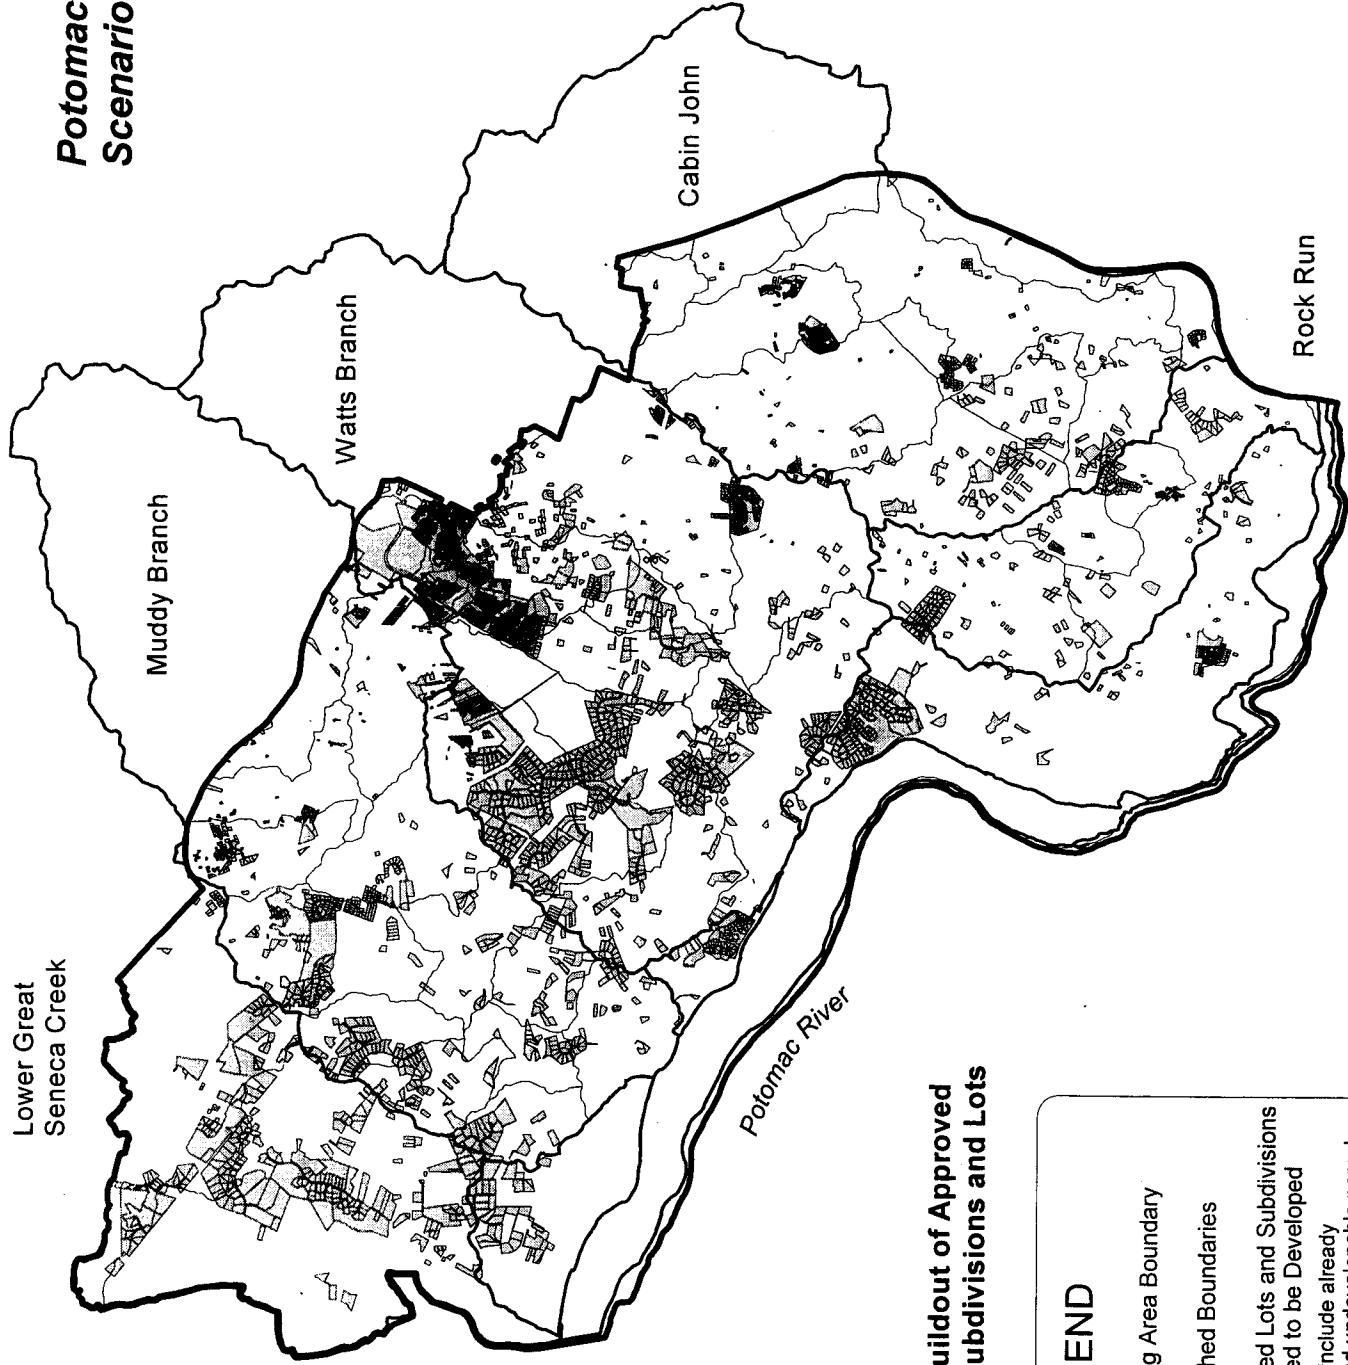 Potomac
Scenario
Lower Great
Seneca Creek
Muddy Branch
Watts Branch
Cabin John
Rock Run
Potomac River
uildout of Approved
ubdivisions and Lots
END
g Area Boundary
hed Boundaries
ed Lots and Subdivisions
ed to be Developed
include already